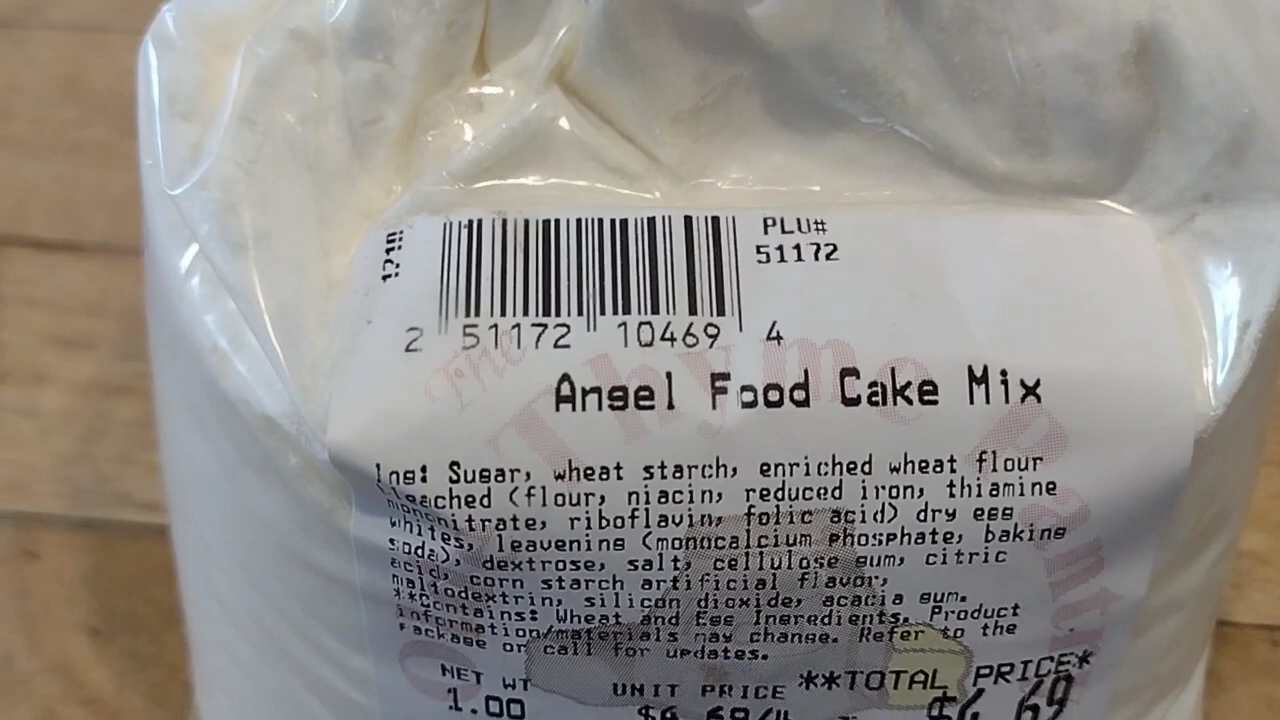 PLU#
51172
2 51172 10469 4
The Thyme Pantry
Angel Food Cake Mix
Ing: Sugar, wheat starch, enriched wheat flour
bleached (flour, niacin, reduced iron, thiamine
mononitrate, riboflavin, folic acid) dry egg
whites, leavening (monocalcium phosphate, baking
soda), dextrose, salt, cellulose gum, citric
acid, corn starch artificial flavor,
maltodextrin, silicon dioxide, acacia gum.
**Contains: Wheat and Egg Ingredients. Product
information/materials may change. Refer to the
Package or call for updates.
NET WT UNIT PRICE **TOTAL PRICE*
1.00 $4.69